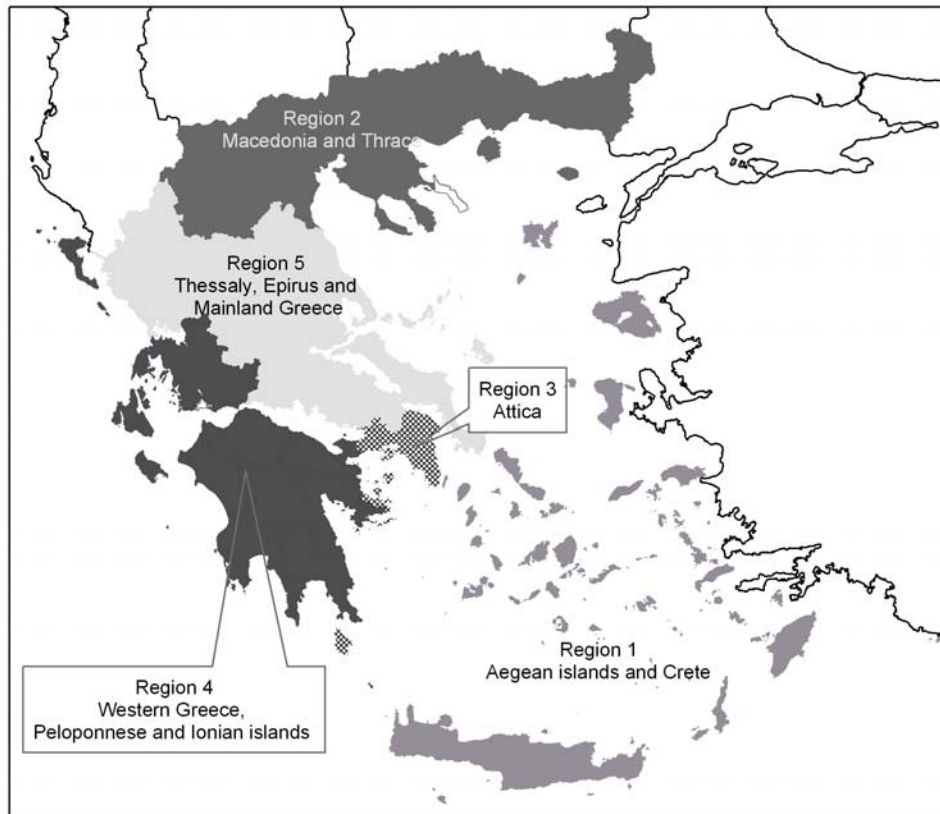 Region 2
Macedonia and Thrace
Region 5
Thessaly, Epirus and
Mainland Greece
Region 3
Attica
Region 1
Aegean islands and Crete
Region 4
Western Greece,
Peloponnese and Ionian islands